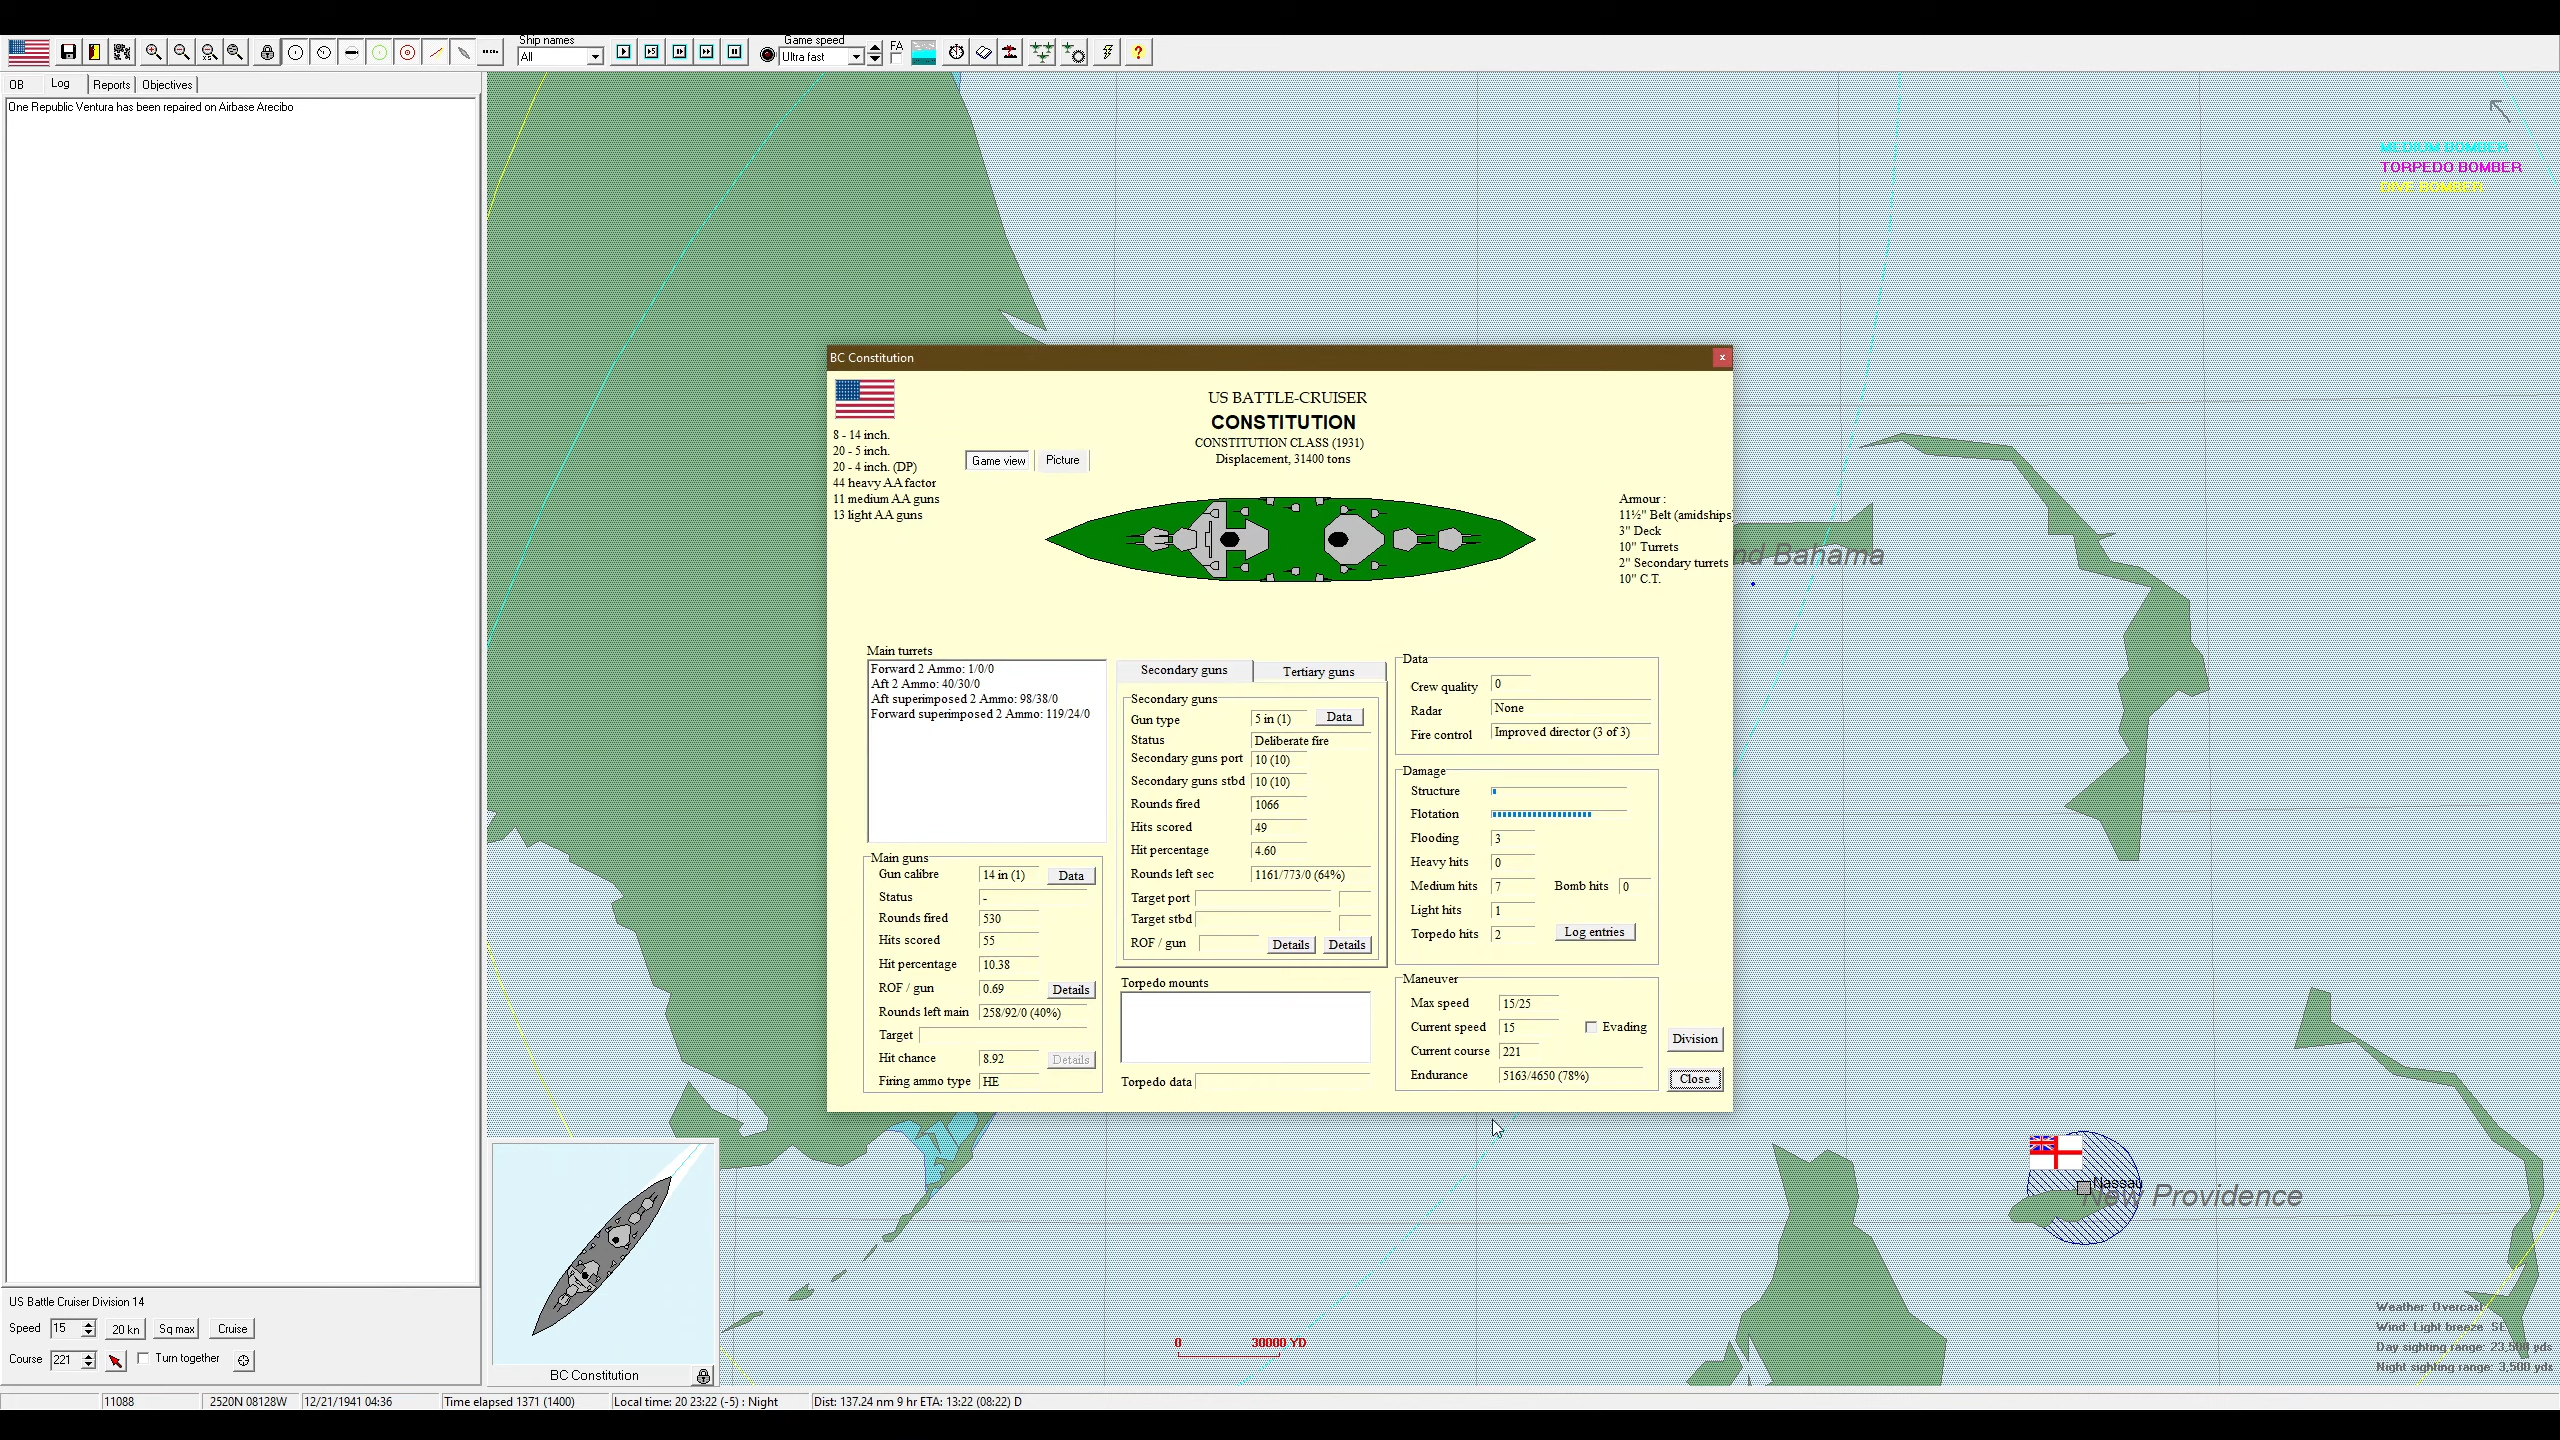 Ship names
All
Game speed
Ultra fast
FA
OB
Log
Reports
Objectives
One Republic Ventura has been repaired on Airbase Arecibo
MEDIUM BOMBER
TORPEDO BOMBER
DIVE BOMBER
BC Constitution
x
US BATTLE-CRUISER
CONSTITUTION
CONSTITUTION CLASS (1931)
Displacement, 31400 tons
8 - 14 inch.
20 - 5 inch.
20 - 4 inch. (DP)
44 heavy AA factor
11 medium AA guns
13 light AA guns
Game view
Picture
Armour :
11½" Belt (amidships
3" Deck
10" Turrets
2" Secondary turrets
10" C.T.
nd Bahama
Main turrets
Forward 2 Ammo: 1/0/0
Aft 2 Ammo: 40/30/0
Aft superimposed 2 Ammo: 98/38/0
Forward superimposed 2 Ammo: 119/24/0
Main guns
Gun calibre 14 in (1) Data
Status -
Rounds fired 530
Hits scored 55
Hit percentage 10.38
ROF / gun 0.69 Details
Rounds left main 258/92/0 (40%)
Target
Hit chance 8.92 Details
Firing ammo type HE
Secondary guns
Tertiary guns
Secondary guns
Gun type 5 in (1) Data
Status Deliberate fire
Secondary guns port 10 (10)
Secondary guns stbd 10 (10)
Rounds fired 1066
Hits scored 49
Hit percentage 4.60
Rounds left sec 1161/773/0 (64%)
Target port
Target stbd
ROF / gun Details Details
Torpedo mounts
Torpedo data
Data
Crew quality 0
Radar None
Fire control Improved director (3 of 3)
Damage
Structure
Flotation
Flooding 3
Heavy hits 0
Medium hits 7 Bomb hits 0
Light hits 1
Torpedo hits 2 Log entries
Maneuver
Max speed 15/25
Current speed 15 Evading
Current course 221
Endurance 5163/4650 (78%)
Division
Close
Nassau
New Providence
0 30000 YD
Weather: Overcast
Wind: Light breeze SE
Day sighting range: 23,500 yds
Night sighting range: 3,500 yds
US Battle Cruiser Division 14
Speed 15 20 kn Sq max Cruise
Course 221 Turn together
BC Constitution
11088
2520N 08128W
12/21/1941 04:36
Time elapsed 1371 (1400)
Local time: 20 23:22 (-5) : Night
Dist: 137.24 nm 9 hr ETA: 13:22 (08:22) D